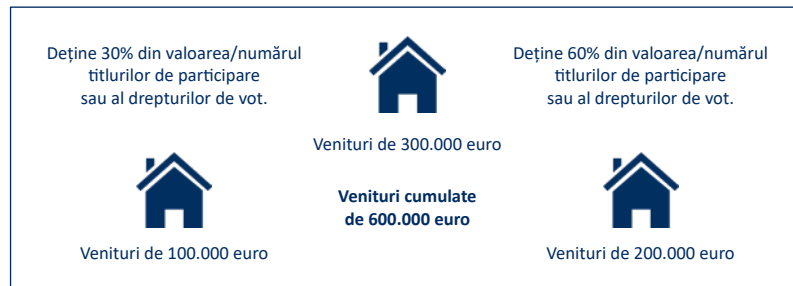 Deține 30% din valoarea/numărul
titlurilor de participare
sau al drepturilor de vot.
Deține 60% din valoarea/numărul
titlurilor de participare
sau al drepturilor de vot.
Venituri de 300.000 euro
Venituri cumulate
de 600.000 euro
Venituri de 100.000 euro
Venituri de 200.000 euro